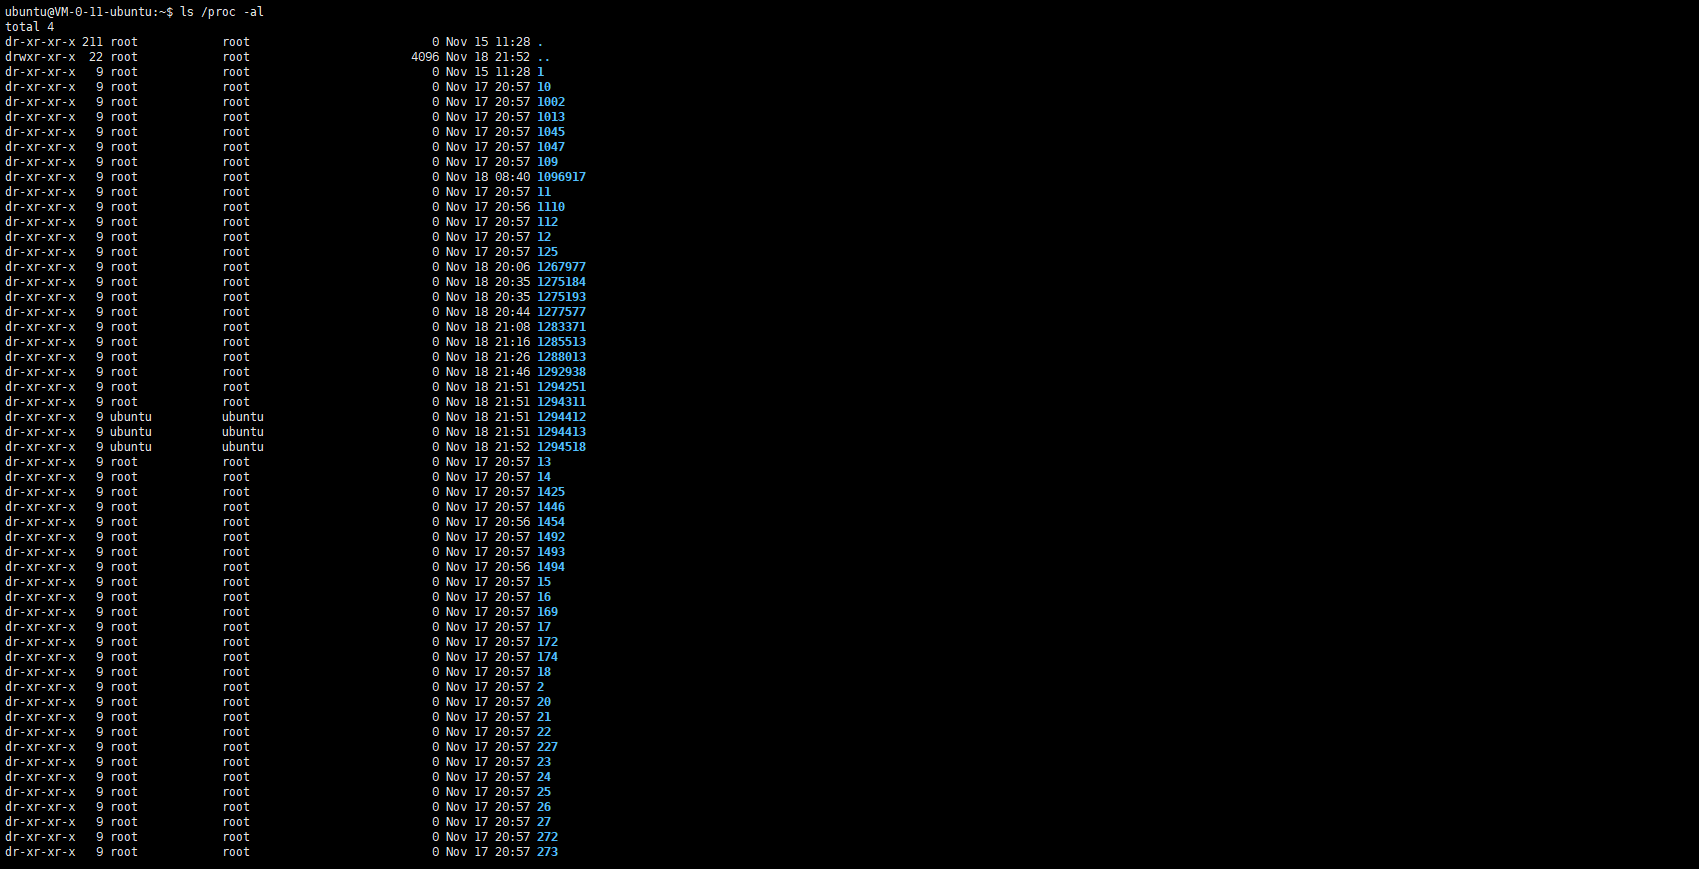 ubuntu@VM-0-11-ubuntu:~$ ls /proc -al
total 4
dr-xr-xr-x 211 root            root                          0 Nov 15 11:28 .
drwxr-xr-x  22 root            root                       4096 Nov 18 21:52 ..
dr-xr-xr-x   9 root            root                          0 Nov 15 11:28 1
dr-xr-xr-x   9 root            root                          0 Nov 17 20:57 10
dr-xr-xr-x   9 root            root                          0 Nov 17 20:57 1002
dr-xr-xr-x   9 root            root                          0 Nov 17 20:57 1013
dr-xr-xr-x   9 root            root                          0 Nov 17 20:57 1045
dr-xr-xr-x   9 root            root                          0 Nov 17 20:57 1047
dr-xr-xr-x   9 root            root                          0 Nov 17 20:57 109
dr-xr-xr-x   9 root            root                          0 Nov 18 08:40 1096917
dr-xr-xr-x   9 root            root                          0 Nov 17 20:57 11
dr-xr-xr-x   9 root            root                          0 Nov 17 20:56 1110
dr-xr-xr-x   9 root            root                          0 Nov 17 20:57 112
dr-xr-xr-x   9 root            root                          0 Nov 17 20:57 12
dr-xr-xr-x   9 root            root                          0 Nov 17 20:57 125
dr-xr-xr-x   9 root            root                          0 Nov 18 20:06 1267977
dr-xr-xr-x   9 root            root                          0 Nov 18 20:35 1275184
dr-xr-xr-x   9 root            root                          0 Nov 18 20:35 1275193
dr-xr-xr-x   9 root            root                          0 Nov 18 20:44 1277577
dr-xr-xr-x   9 root            root                          0 Nov 18 21:08 1283371
dr-xr-xr-x   9 root            root                          0 Nov 18 21:16 1285513
dr-xr-xr-x   9 root            root                          0 Nov 18 21:26 1288013
dr-xr-xr-x   9 root            root                          0 Nov 18 21:46 1292938
dr-xr-xr-x   9 root            root                          0 Nov 18 21:51 1294251
dr-xr-xr-x   9 root            root                          0 Nov 18 21:51 1294311
dr-xr-xr-x   9 ubuntu          ubuntu                        0 Nov 18 21:51 1294412
dr-xr-xr-x   9 ubuntu          ubuntu                        0 Nov 18 21:51 1294413
dr-xr-xr-x   9 ubuntu          ubuntu                        0 Nov 18 21:52 1294518
dr-xr-xr-x   9 root            root                          0 Nov 17 20:57 13
dr-xr-xr-x   9 root            root                          0 Nov 17 20:57 14
dr-xr-xr-x   9 root            root                          0 Nov 17 20:57 1425
dr-xr-xr-x   9 root            root                          0 Nov 17 20:57 1446
dr-xr-xr-x   9 root            root                          0 Nov 17 20:56 1454
dr-xr-xr-x   9 root            root                          0 Nov 17 20:57 1492
dr-xr-xr-x   9 root            root                          0 Nov 17 20:57 1493
dr-xr-xr-x   9 root            root                          0 Nov 17 20:56 1494
dr-xr-xr-x   9 root            root                          0 Nov 17 20:57 15
dr-xr-xr-x   9 root            root                          0 Nov 17 20:57 16
dr-xr-xr-x   9 root            root                          0 Nov 17 20:57 169
dr-xr-xr-x   9 root            root                          0 Nov 17 20:57 17
dr-xr-xr-x   9 root            root                          0 Nov 17 20:57 172
dr-xr-xr-x   9 root            root                          0 Nov 17 20:57 174
dr-xr-xr-x   9 root            root                          0 Nov 17 20:57 18
dr-xr-xr-x   9 root            root                          0 Nov 17 20:57 2
dr-xr-xr-x   9 root            root                          0 Nov 17 20:57 20
dr-xr-xr-x   9 root            root                          0 Nov 17 20:57 21
dr-xr-xr-x   9 root            root                          0 Nov 17 20:57 22
dr-xr-xr-x   9 root            root                          0 Nov 17 20:57 227
dr-xr-xr-x   9 root            root                          0 Nov 17 20:57 23
dr-xr-xr-x   9 root            root                          0 Nov 17 20:57 24
dr-xr-xr-x   9 root            root                          0 Nov 17 20:57 25
dr-xr-xr-x   9 root            root                          0 Nov 17 20:57 26
dr-xr-xr-x   9 root            root                          0 Nov 17 20:57 27
dr-xr-xr-x   9 root            root                          0 Nov 17 20:57 272
dr-xr-xr-x   9 root            root                          0 Nov 17 20:57 273